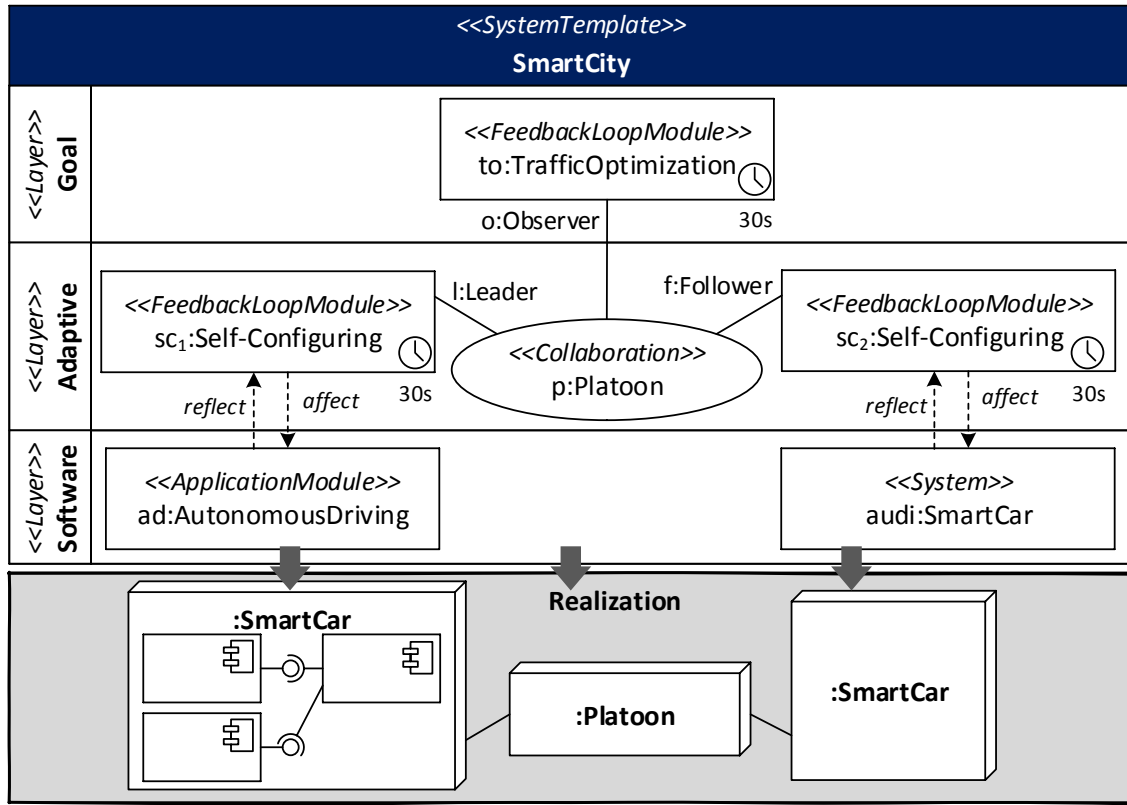 <<SystemTemplate>>
SmartCity
<<Layer>>
Goal
<<FeedbackLoopModule>>
to:TrafficOptimization
30s
o:Observer
<<Layer>>
Adaptive
<<FeedbackLoopModule>>
sc₁:Self-Configuring
30s
l:Leader
f:Follower
<<Collaboration>>
p:Platoon
<<FeedbackLoopModule>>
sc₂:Self-Configuring
30s
reflect
affect
reflect
affect
<<Layer>>
Software
<<ApplicationModule>>
ad:AutonomousDriving
<<System>>
audi:SmartCar
Realization
:SmartCar
:Platoon
:SmartCar